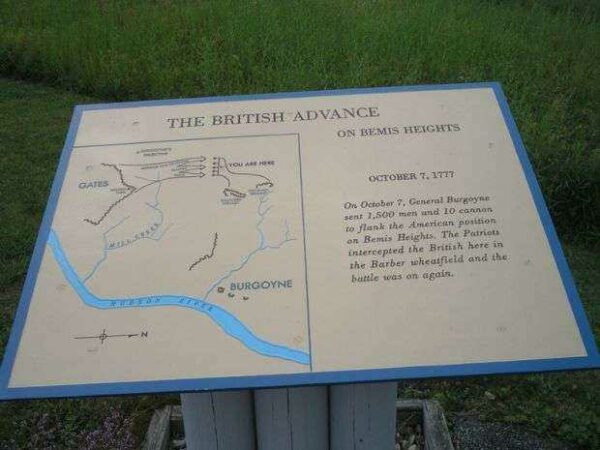 THE BRITISH ADVANCE
ON BEMIS HEIGHTS
OCTOBER 7, 1777
On October 7, General Burgoyne
sent 1,500 men and 10 cannon
to flank the American position
on Bemis Heights. The Patriots
intercepted the British here in
the Barber wheatfield and the
battle was on again.
YOU ARE HERE
GATES
MILL CREEK
BURGOYNE
HUDSON RIVER
N